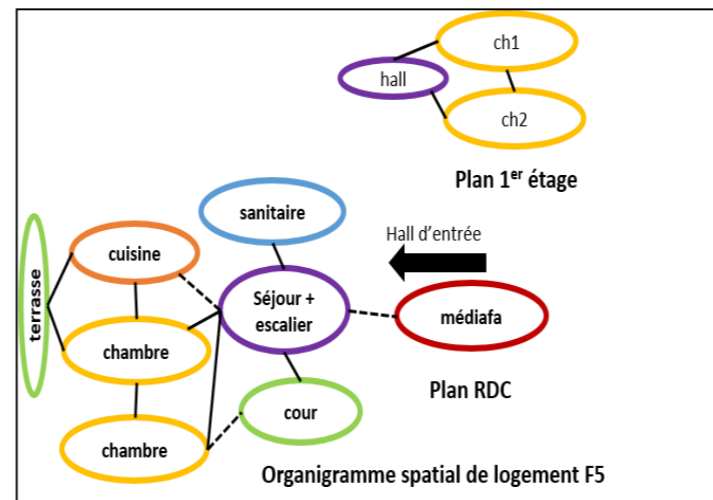 ch1
hall
ch2
Plan 1er étage
sanitaire
Hall d'entrée
cuisine
terrasse
Séjour +
escalier
médiafa
chambre
Plan RDC
cour
chambre
Organigramme spatial de logement F5